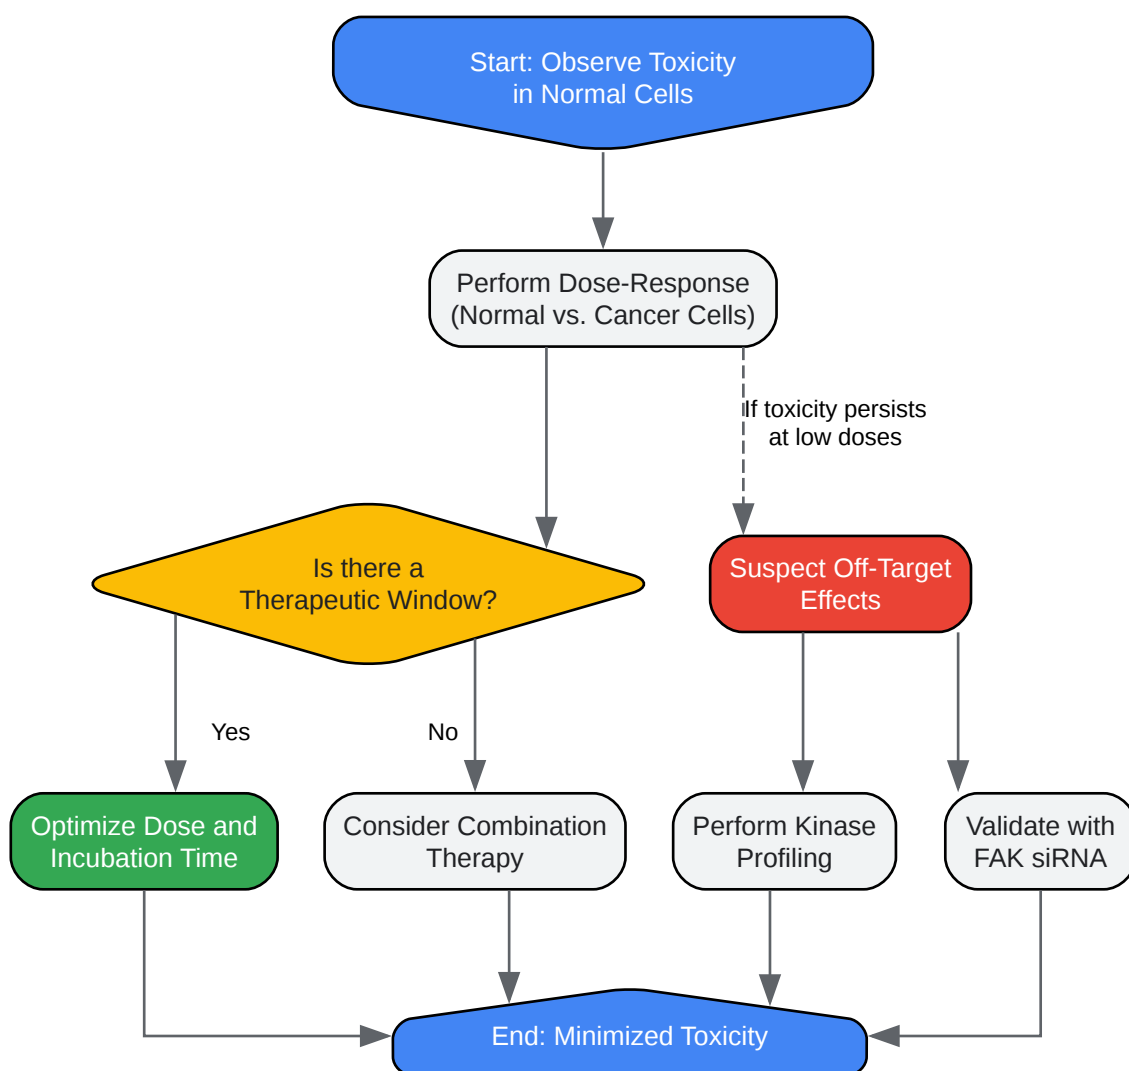 Start: Observe Toxicity
in Normal Cells
Perform Dose-Response
(Normal vs. Cancer Cells)
If toxicity persists
at low doses
Is there a
Therapeutic Window?
Suspect Off-Target
Effects
Yes
No
Optimize Dose and
Incubation Time
Consider Combination
Therapy
Perform Kinase
Profiling
Validate with
FAK siRNA
End: Minimized Toxicity